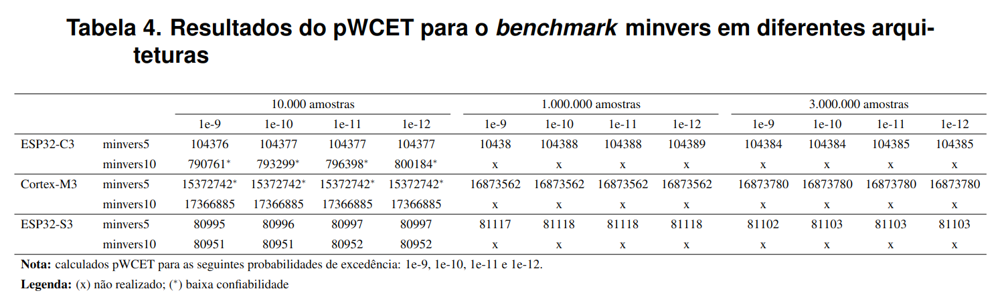 Tabela 4. Resultados do pWCET para o benchmark minvers em diferentes arqui-
teturas
10.000 amostras 1.000.000 amostras 3.000.000 amostras
1e-9 1e-10 1e-11 1e-12 1e-9 1e-10 1e-11 1e-12 1e-9 1e-10 1e-11 1e-12
ESP32-C3 minvers5 104376 104377 104377 104377 10438 104388 104388 104389 104384 104384 104385 104385
minvers10 790761* 793299* 796398* 800184* x x x x x x x x
Cortex-M3 minvers5 15372742* 15372742* 15372742* 15372742* 16873562 16873562 16873562 16873562 16873780 16873780 16873780 16873780
minvers10 17366885 17366885 17366885 17366885 x x x x x x x x
ESP32-S3 minvers5 80995 80996 80997 80997 81117 81118 81118 81118 81102 81103 81103 81103
minvers10 80951 80951 80952 80952 x x x x x x x x
Nota: calculados pWCET para as seguintes probabilidades de excedência: 1e-9, 1e-10, 1e-11 e 1e-12.
Legenda: (x) não realizado; (*) baixa confiabilidade